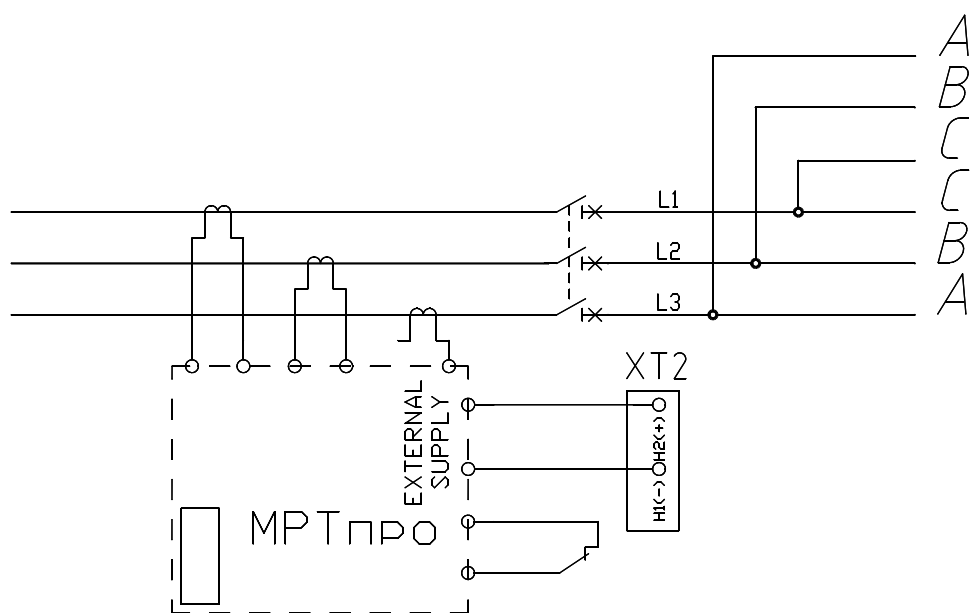 A
B
C
L1
C
L2
B
L3
A
XT2
EXTERNAL
SUPPLY
H2(+)
H1(-)
МРТпро